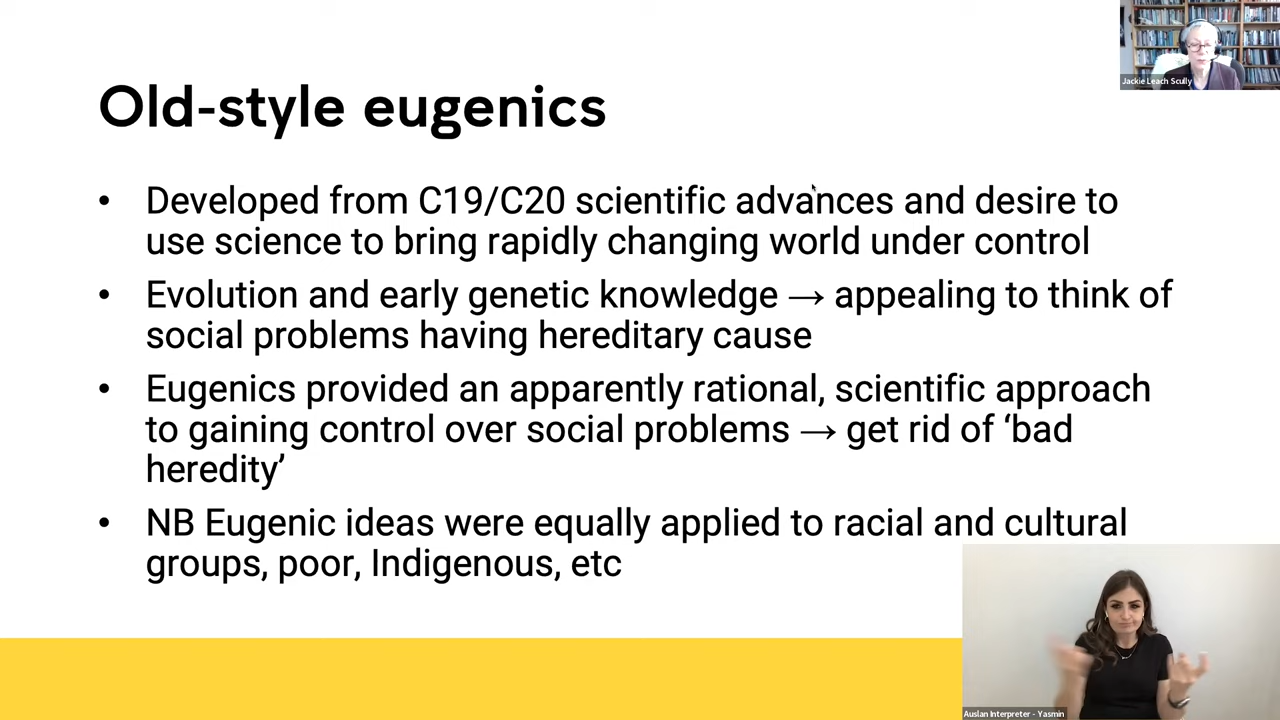 Jackie Leach Scully
Old-style eugenics
• Developed from C19/C20 scientific advances and desire to
use science to bring rapidly changing world under control
• Evolution and early genetic knowledge → appealing to think of
social problems having hereditary cause
• Eugenics provided an apparently rational, scientific approach
to gaining control over social problems → get rid of ‘bad
heredity’
• NB Eugenic ideas were equally applied to racial and cultural
groups, poor, Indigenous, etc
Auslan Interpreter - Yasmin